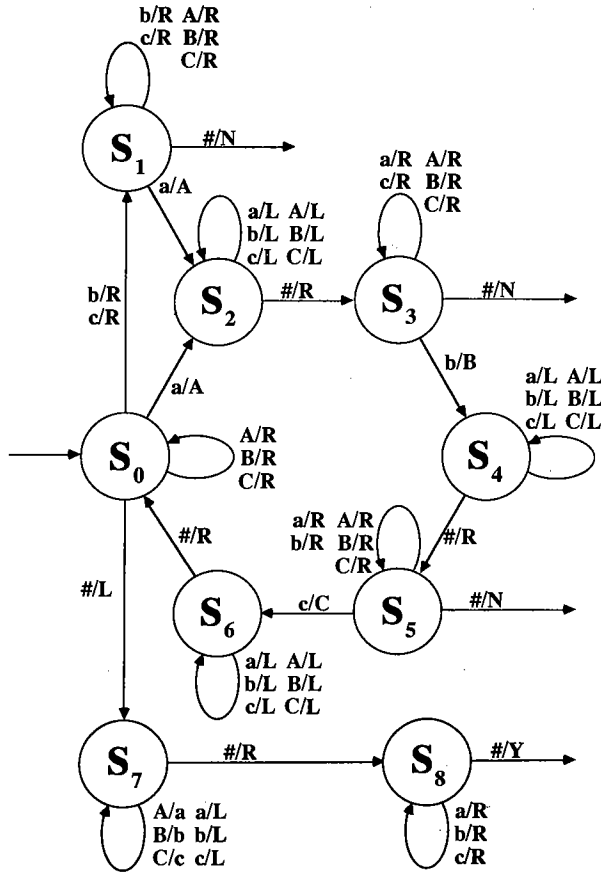 b/R A/R
c/R B/R
C/R
S1
#/N
a/A
a/L A/L
b/L B/L
c/L C/L
S2
#/R
a/R A/R
c/R B/R
C/R
S3
#/N
b/B
b/R
c/R
a/A
a/L A/L
b/L B/L
c/L C/L
S4
S0
A/R
B/R
C/R
#/R
#/R
a/R A/R
b/R B/R
C/R
#/L
S6
c/C
S5
#/N
a/L A/L
b/L B/L
c/L C/L
S7
#/R
S8
#/Y
A/a a/L
B/b b/L
C/c c/L
a/R
b/R
c/R